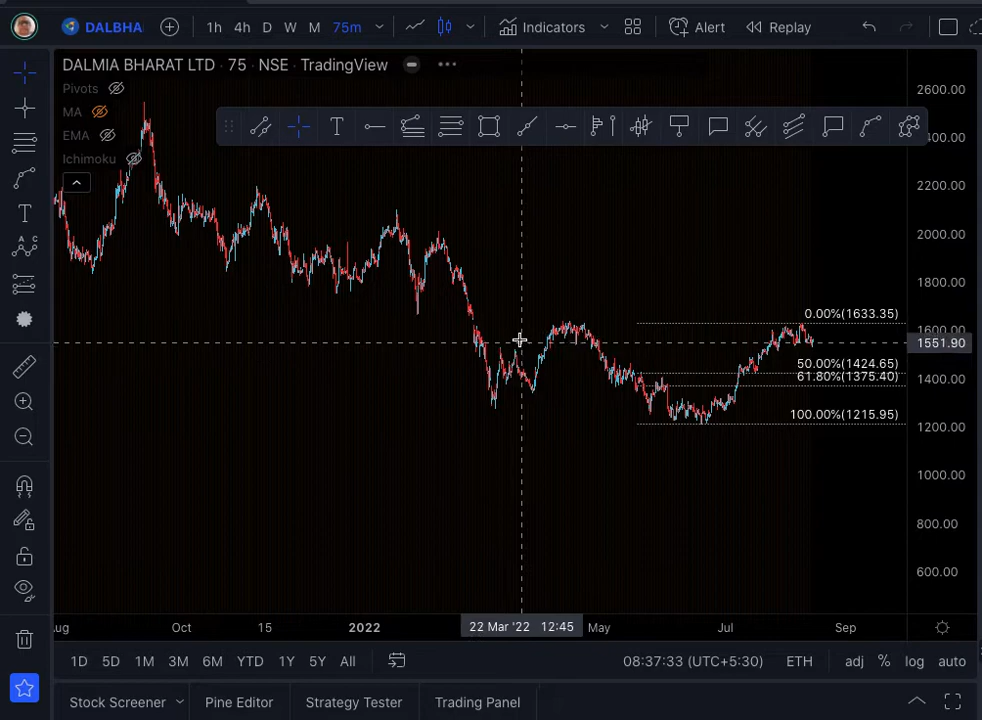 DALBHA 1h 4h D W M 75m Indicators Alert Replay
DALMIA BHARAT LTD · 75 · NSE · TradingView
Pivots
MA
EMA
Ichimoku
2600.00
2400.00
2200.00
2000.00
1800.00
0.00%(1633.35)
1600.00
1551.90
50.00%(1424.65)
61.80%(1375.40)
1400.00
100.00%(1215.95)
1200.00
1000.00
800.00
600.00
Aug Oct 15 2022 22 Mar '22 12:45 May Jul Sep
1D 5D 1M 3M 6M YTD 1Y 5Y All 08:37:33 (UTC+5:30) ETH adj % log auto
Stock Screener Pine Editor Strategy Tester Trading Panel